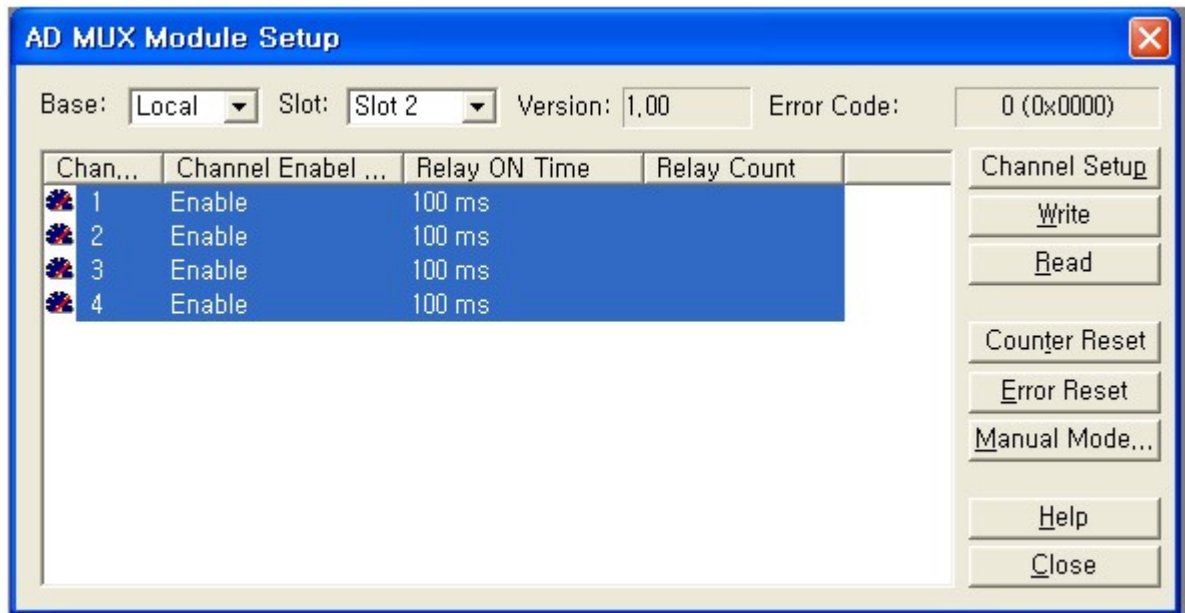 AD MUX Module Setup
Base: Local Slot: Slot 2 Version: 1,00 Error Code: 0 (0x0000)
Chan,,, Channel Enabel ,,, Relay ON Time Relay Count
1 Enable 100 ms
2 Enable 100 ms
3 Enable 100 ms
4 Enable 100 ms
Channel Setup
Write
Read
Counter Reset
Error Reset
Manual Mode,,,
Help
Close